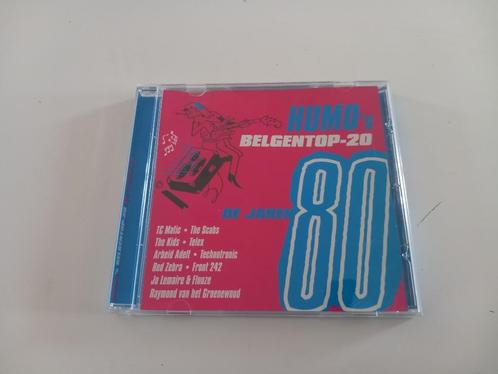 HUMO's
BELGENTOP-20
DE JAREN
80
TC Matic • The Scabs
The Kids • Telex
Arbeid Adelt • Technotronic
Red Zebra • Front 242
Jo Lemaire & Flouze
Raymond van het Groenewoud